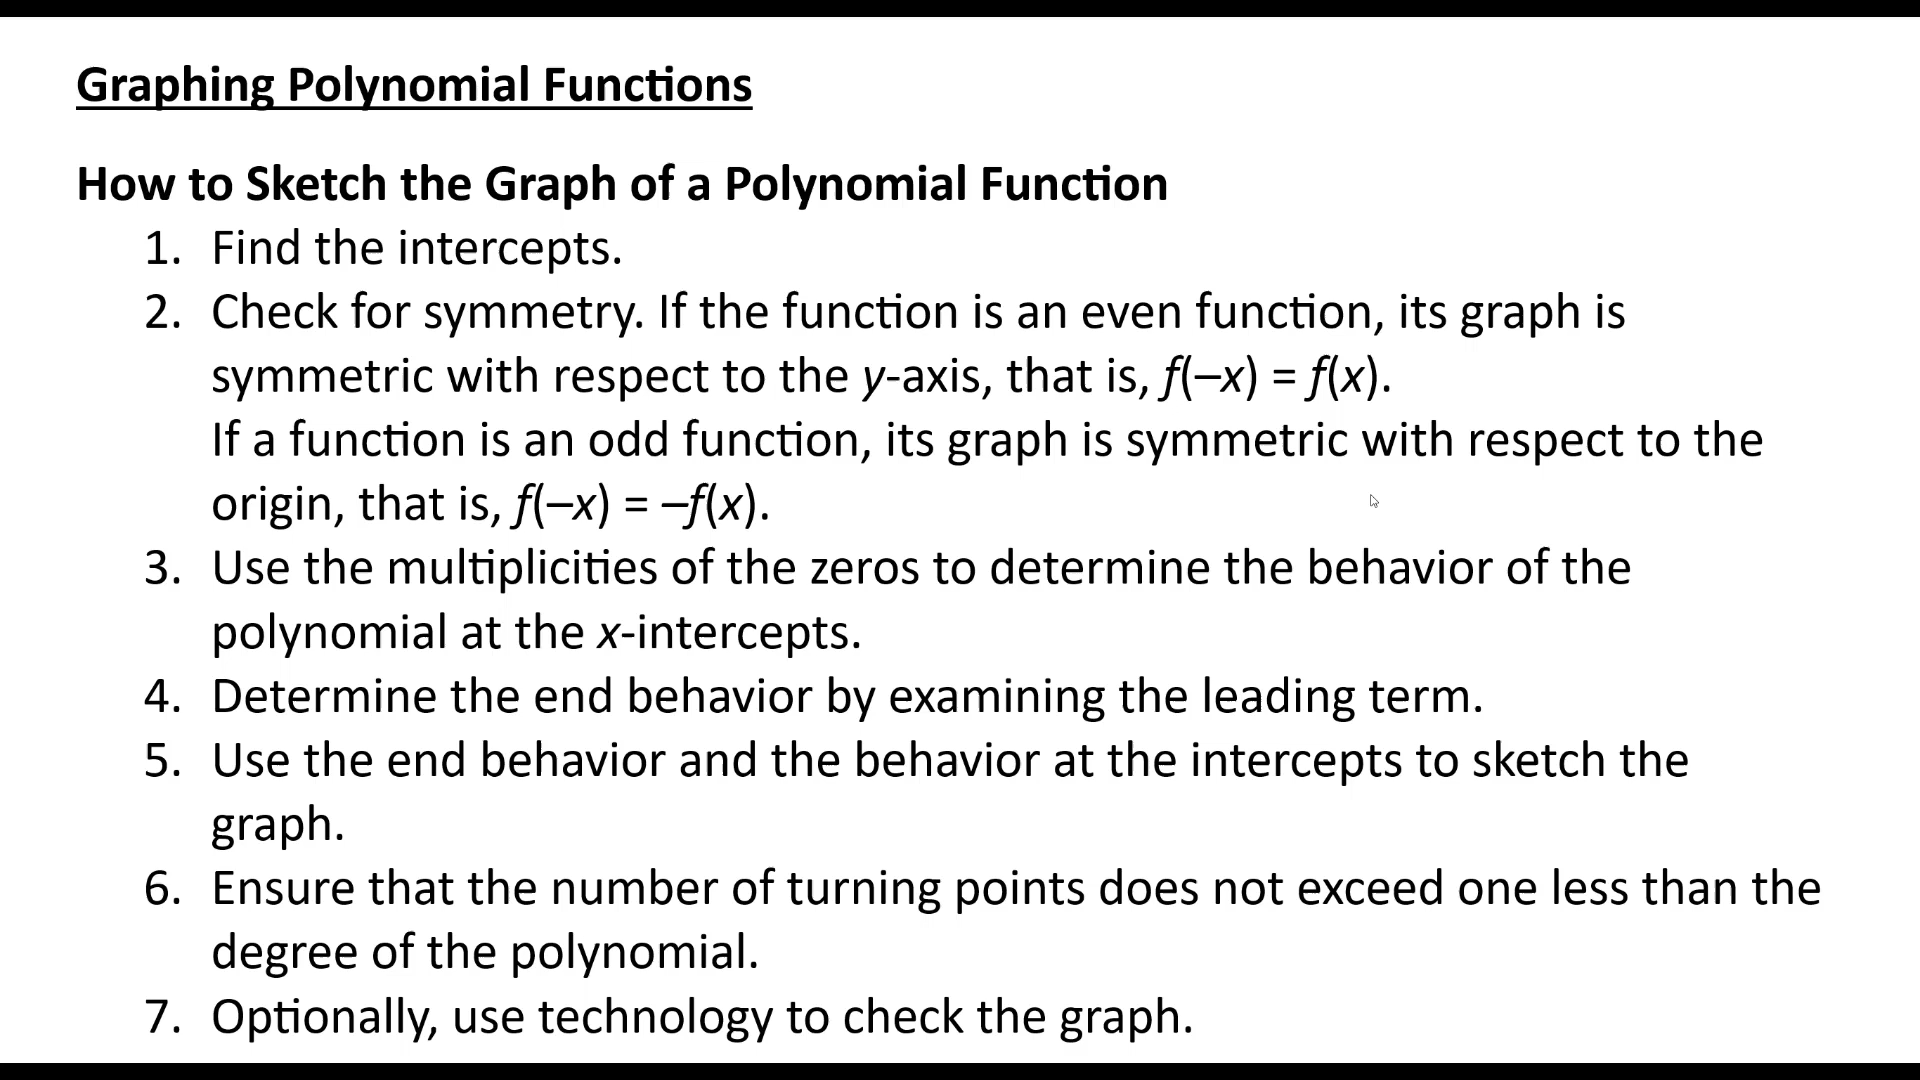 Graphing Polynomial Functions
How to Sketch the Graph of a Polynomial Function
1. Find the intercepts.
2. Check for symmetry. If the function is an even function, its graph is
symmetric with respect to the y-axis, that is, f(–x) = f(x).
If a function is an odd function, its graph is symmetric with respect to the
origin, that is, f(–x) = –f(x).
3. Use the multiplicities of the zeros to determine the behavior of the
polynomial at the x-intercepts.
4. Determine the end behavior by examining the leading term.
5. Use the end behavior and the behavior at the intercepts to sketch the
graph.
6. Ensure that the number of turning points does not exceed one less than the
degree of the polynomial.
7. Optionally, use technology to check the graph.